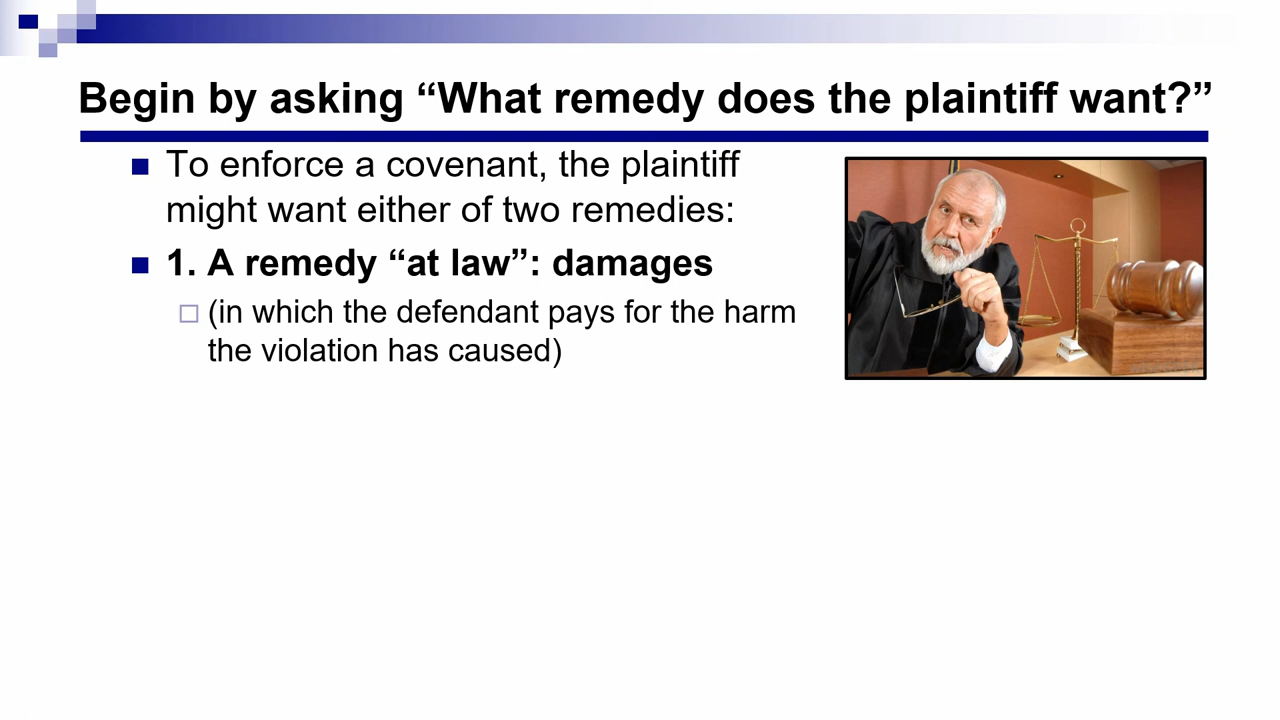 Begin by asking “What remedy does the plaintiff want?”
To enforce a covenant, the plaintiff
might want either of two remedies:
1. A remedy “at law”: damages
(in which the defendant pays for the harm
the violation has caused)